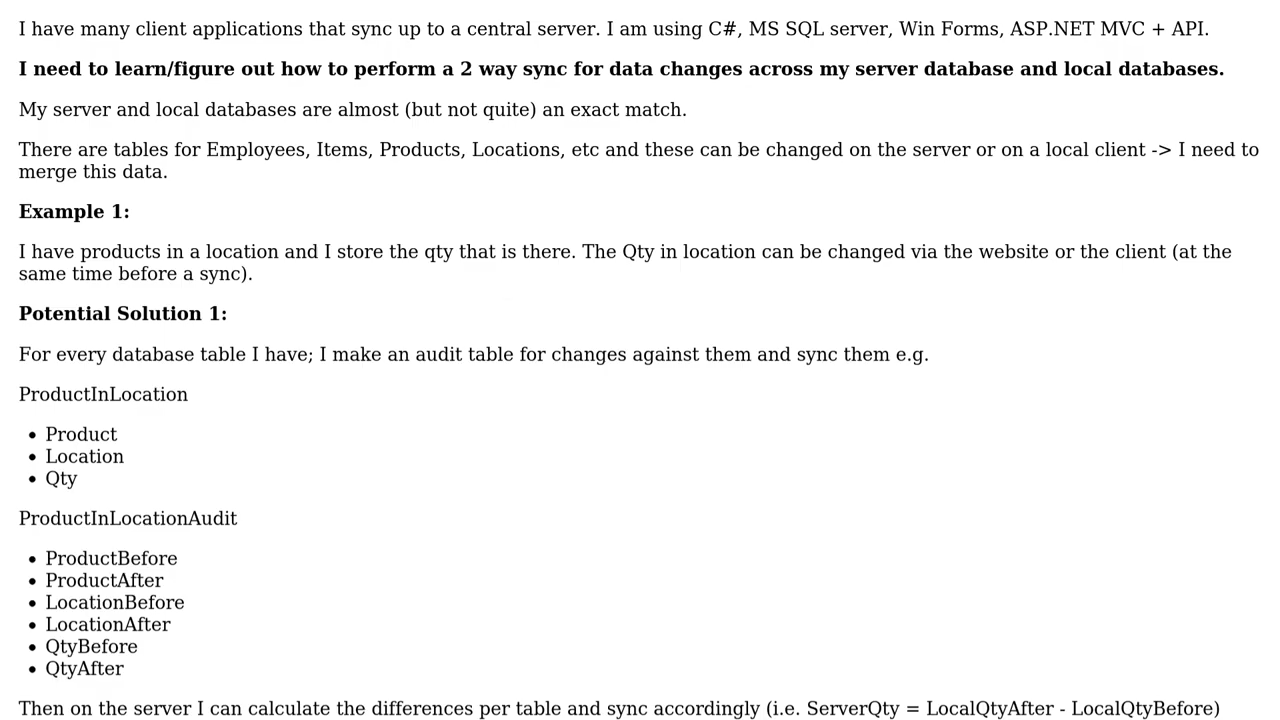 I have many client applications that sync up to a central server. I am using C#, MS SQL server, Win Forms, ASP.NET MVC + API.
I need to learn/figure out how to perform a 2 way sync for data changes across my server database and local databases.
My server and local databases are almost (but not quite) an exact match.
There are tables for Employees, Items, Products, Locations, etc and these can be changed on the server or on a local client -> I need to
merge this data.
Example 1:
I have products in a location and I store the qty that is there. The Qty in location can be changed via the website or the client (at the
same time before a sync).
Potential Solution 1:
For every database table I have; I make an audit table for changes against them and sync them e.g.
ProductInLocation
• Product
• Location
• Qty
ProductInLocationAudit
• ProductBefore
• ProductAfter
• LocationBefore
• LocationAfter
• QtyBefore
• QtyAfter
Then on the server I can calculate the differences per table and sync accordingly (i.e. ServerQty = LocalQtyAfter - LocalQtyBefore)